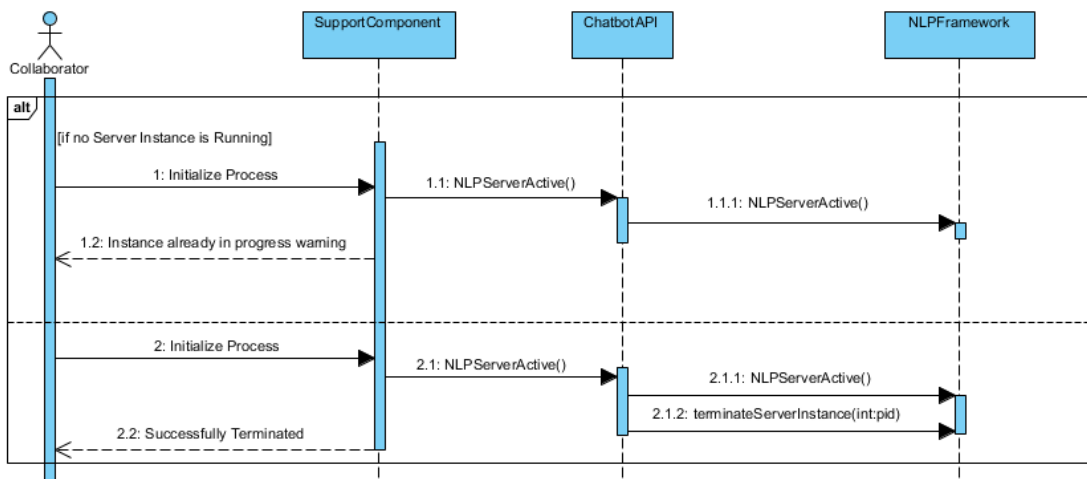 SupportComponent
ChatbotAPI
NLPFramework
Collaborator
alt
[if no Server Instance is Running]
1: Initialize Process
1.1: NLPServerActive()
1.1.1: NLPServerActive()
1.2: Instance already in progress warning
2: Initialize Process
2.1: NLPServerActive()
2.1.1: NLPServerActive()
2.1.2: terminateServerInstance(int:pid)
2.2: Successfully Terminated